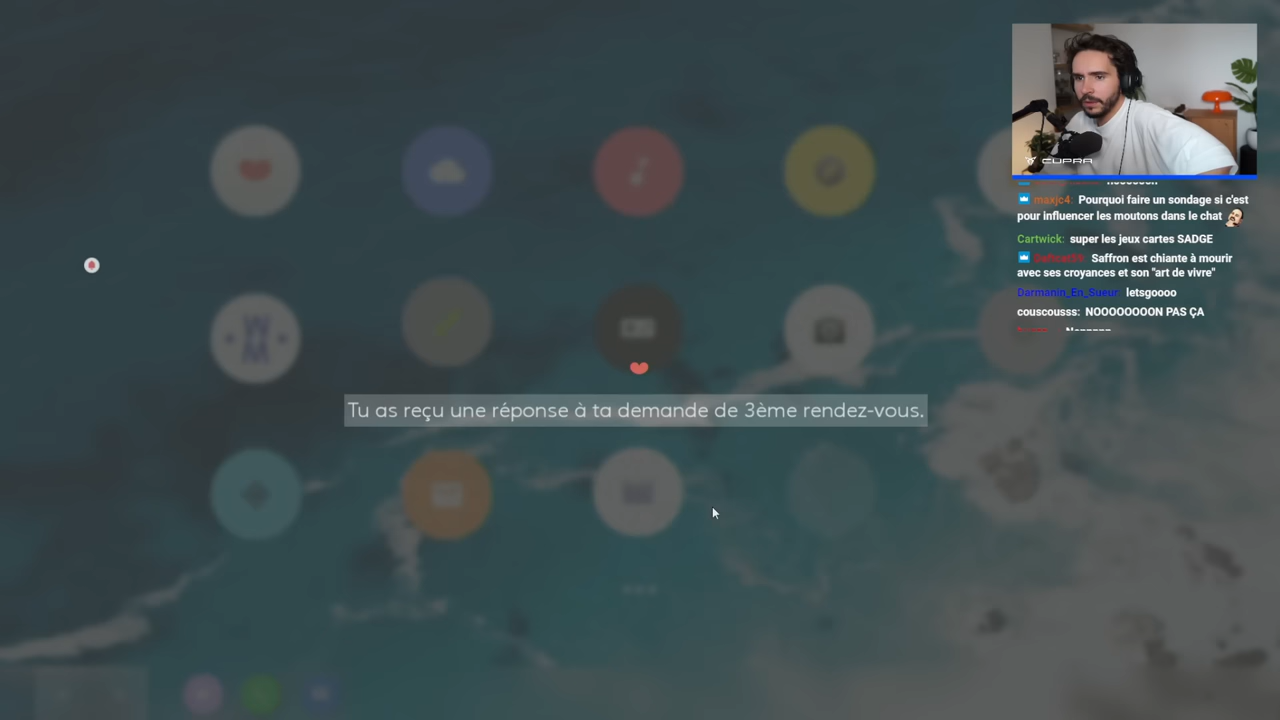 CUPRA
maxjc4: Pourquoi faire un sondage si c'est
pour influencer les moutons dans le chat
Cartwick: super les jeux cartes SADGE
Saffron est chiante à mourir
avec ses croyances et son "art de vivre"
Darmanin_En_Sueur: letsgoooo
couscousss: NOOOOOOOON PAS ÇA
Tu as reçu une réponse à ta demande de 3ème rendez-vous.